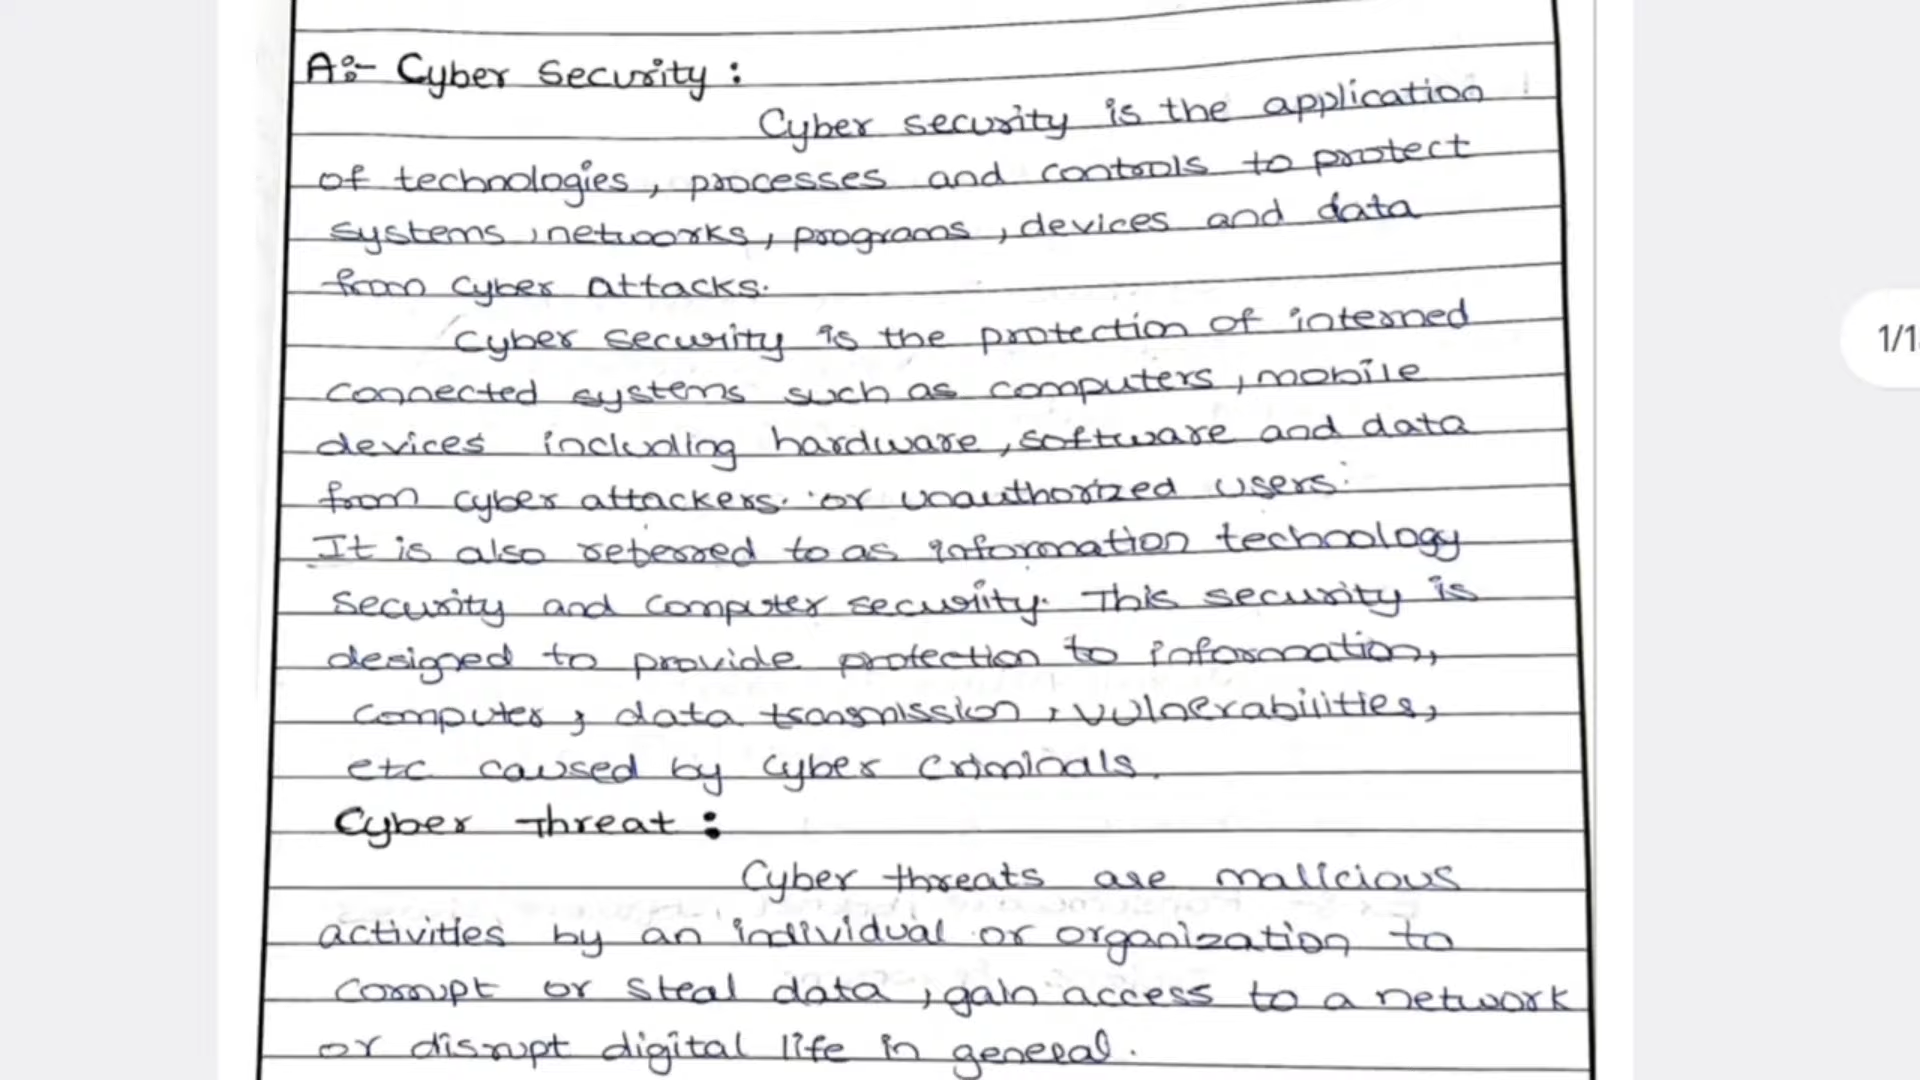 A:- Cyber Security :
Cyber security is the application
of technologies, processes and controls to protect
systems, networks, programs, devices and data
from cyber attacks.
Cyber security is the protection of interned
connected systems such as computers, mobile
devices including hardware, software and data
from cyber attackers. or unauthorized users.
It is also referred to as information technology
security and computer security. This security is
designed to provide protection to information,
computer, data transmission, vulnerabilities,
etc caused by cyber criminals.
Cyber Threat :
Cyber threats are malicious
activities by an individual or organization to
corrupt or steal data, gain access to a network
or disrupt digital life in general.
1/1